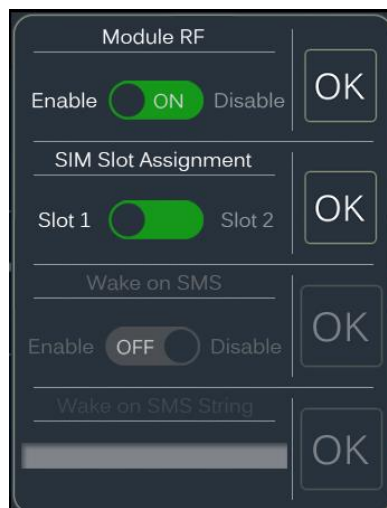 Module RF
Enable ON Disable OK
SIM Slot Assignment
Slot 1 Slot 2 OK
Wake on SMS
Enable OFF Disable OK
Wake on SMS String
OK